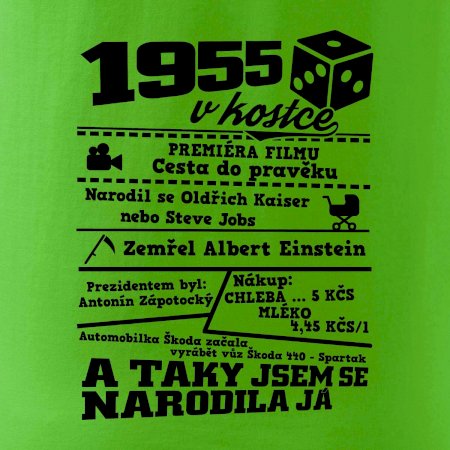 1955
v kostce
PREMIÉRA FILMU
Cesta do pravěku
Narodil se Oldřich Kaiser
nebo Steve Jobs
Zemřel Albert Einstein
Prezidentem byl:
Antonín Zápotocký
Nákup:
CHLEBA ... 5 KČS
MLÉKO
4,45 KČS/l
Automobilka Škoda začala
vyrábět vůz Škoda 440 - Spartak
A TAKY JSEM SE
NARODILA JÁ